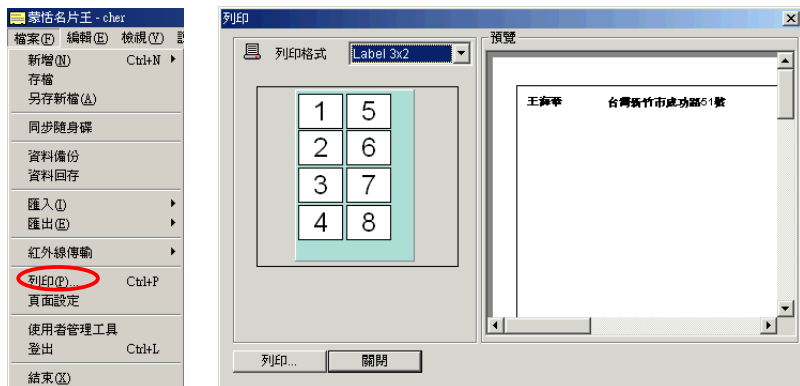 蒙恬名片王 - cher
檔案(F) 編輯(E) 檢視(V)
新增(N) Ctrl+N
存檔
另存新檔(A)
同步隨身碟
資料備份
資料回存
匯入(I)
匯出(E)
紅外線傳輸
列印(P)... Ctrl+P
頁面設定
使用者管理工具
登出 Ctrl+L
結束(X)
列印
列印格式 Label 3x2
1 5
2 6
3 7
4 8
列印... 關閉
預覽
王海華 台灣新竹市成功路51號